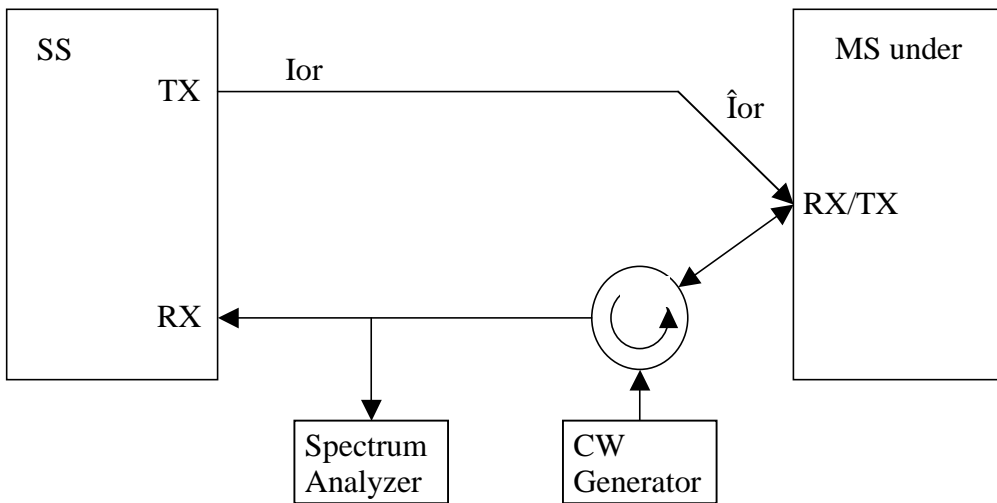 SS
TX
Ior
Îor
MS under
RX/TX
RX
Spectrum
Analyzer
CW
Generator